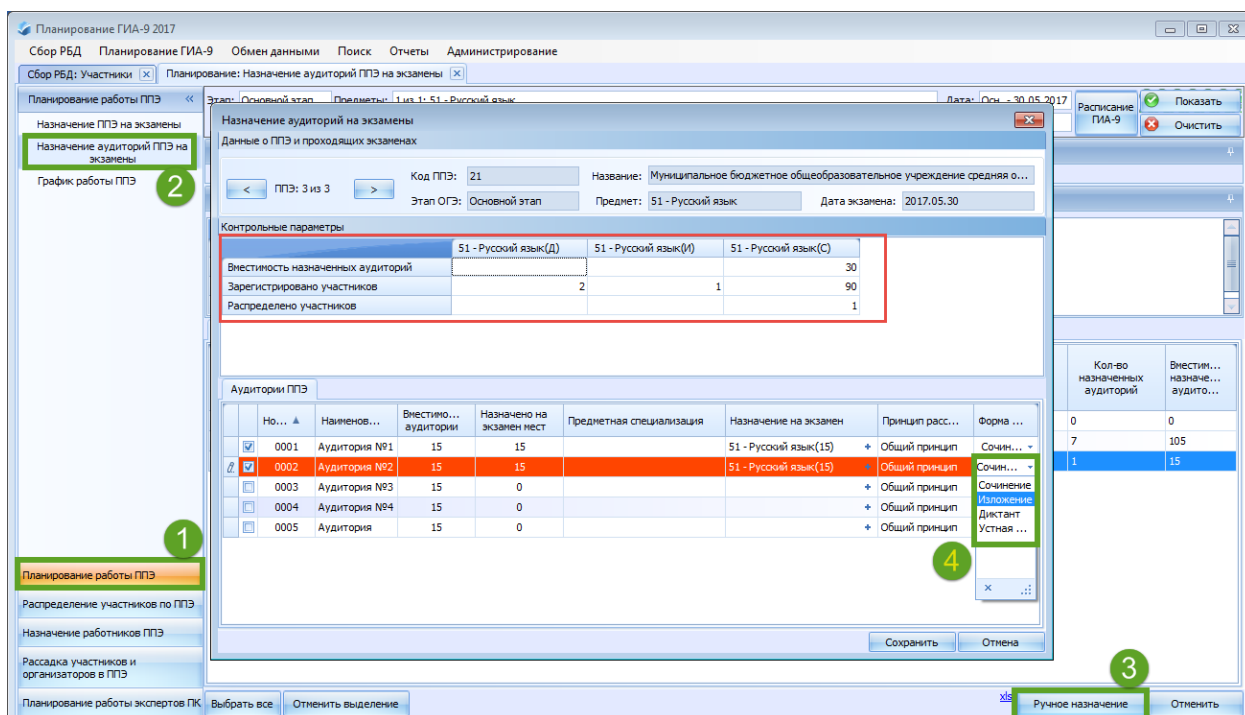 Планирование ГИА-9 2017
Сбор РБД Планирование ГИА-9 Обмен данными Поиск Отчеты Администрирование
Сбор РБД: Участники Планирование: Назначение аудиторий ППЭ на экзамены
Планирование работы ППЭ «
Назначение ППЭ на экзамены
Назначение аудиторий ППЭ на
экзамены
График работы ППЭ
2
Этап: Основной этап Предметы: 1 из 1: 51 - Русский язык Дата: Осн. - 30.05.2017
Расписание
ГИА-9
Показать
Очистить
Назначение аудиторий на экзамены
Данные о ППЭ и проходящих экзаменах
< ППЭ: 3 из 3 >
Код ППЭ: 21 Название: Муниципальное бюджетное общеобразовательное учреждение средняя о...
Этап ОГЭ: Основной этап Предмет: 51 - Русский язык Дата экзамена: 2017.05.30
Контрольные параметры
51 - Русский язык(Д) 51 - Русский язык(И) 51 - Русский язык(С)
Вместимость назначенных аудиторий 30
Зарегистрировано участников 2 1 90
Распределено участников 1
Аудитории ППЭ
Но... Наименов... Вместимо... аудитории Назначено на экзамен мест Предметная специализация Назначение на экзамен Принцип расс... Форма ...
0001 Аудитория №1 15 15 51 - Русский язык(15) + Общий принцип Сочин...
0002 Аудитория №2 15 15 51 - Русский язык(15) + Общий принцип Сочин...
0003 Аудитория №3 15 0 + Общий принцип
0004 Аудитория №4 15 0 + Общий принцип
0005 Аудитория 15 0 + Общий принцип
Сочинение
Изложение
Диктант
Устная ...
4
Сохранить Отмена
Кол-во
назначенных
аудиторий
Вместим...
назначе...
аудито...
0 0
7 105
1 15
1
Планирование работы ППЭ
Распределение участников по ППЭ
Назначение работников ППЭ
Рассадка участников и
организаторов в ППЭ
Планирование работы экспертов ПК
Выбрать все Отменить выделение
xls
3
Ручное назначение Отменить